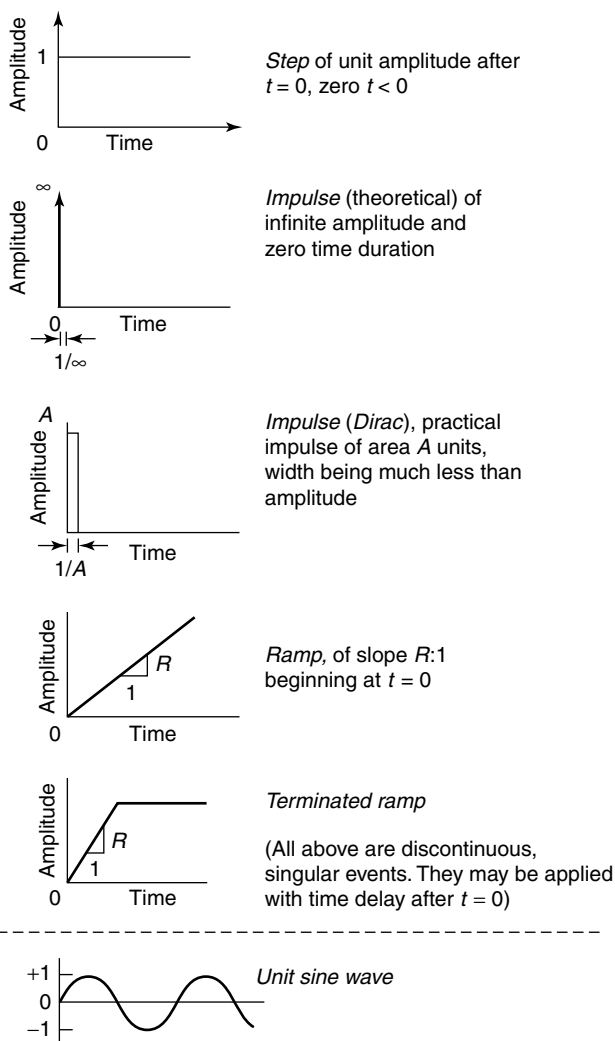 Amplitude
1
0
Time
Step of unit amplitude after
t = 0, zero t < 0
∞
Amplitude
0
Time
1/∞
Impulse (theoretical) of
infinite amplitude and
zero time duration
A
Amplitude
Time
1/A
Impulse (Dirac), practical
impulse of area A units,
width being much less than
amplitude
Amplitude
R
1
0
Time
Ramp, of slope R:1
beginning at t = 0
Amplitude
R
1
0
Time
Terminated ramp
(All above are discontinuous,
singular events. They may be applied
with time delay after t = 0)
+1
0
−1
Unit sine wave